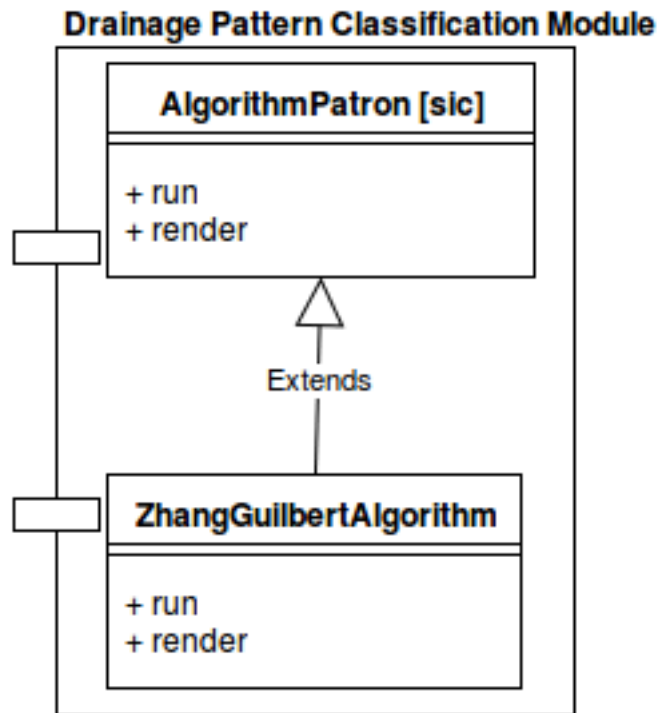 Drainage Pattern Classification Module
AlgorithmPatron [sic]
+ run
+ render
Extends
ZhangGuilbertAlgorithm
+ run
+ render